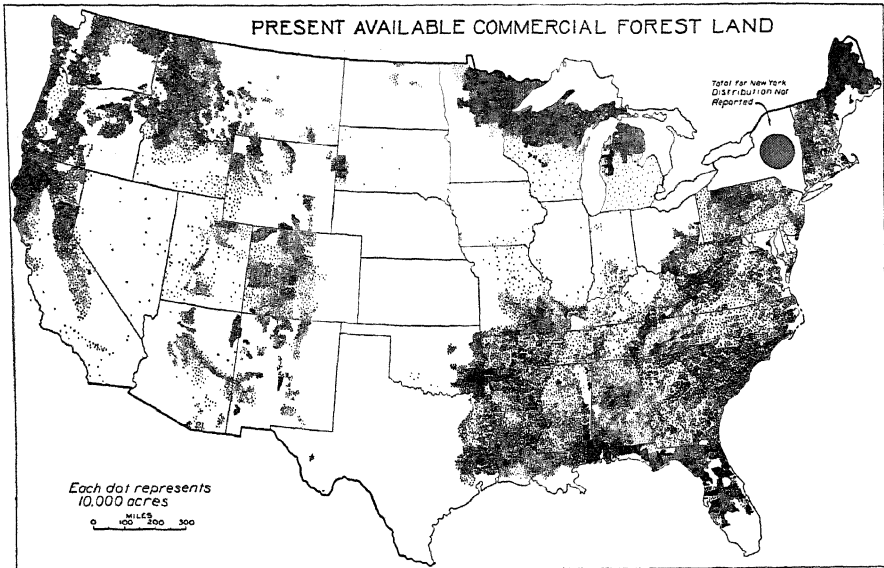 PRESENT AVAILABLE COMMERCIAL FOREST LAND
Total for New York
Distribution Not
Reported
Each dot represents
10,000 acres
MILES
0 100 200 300